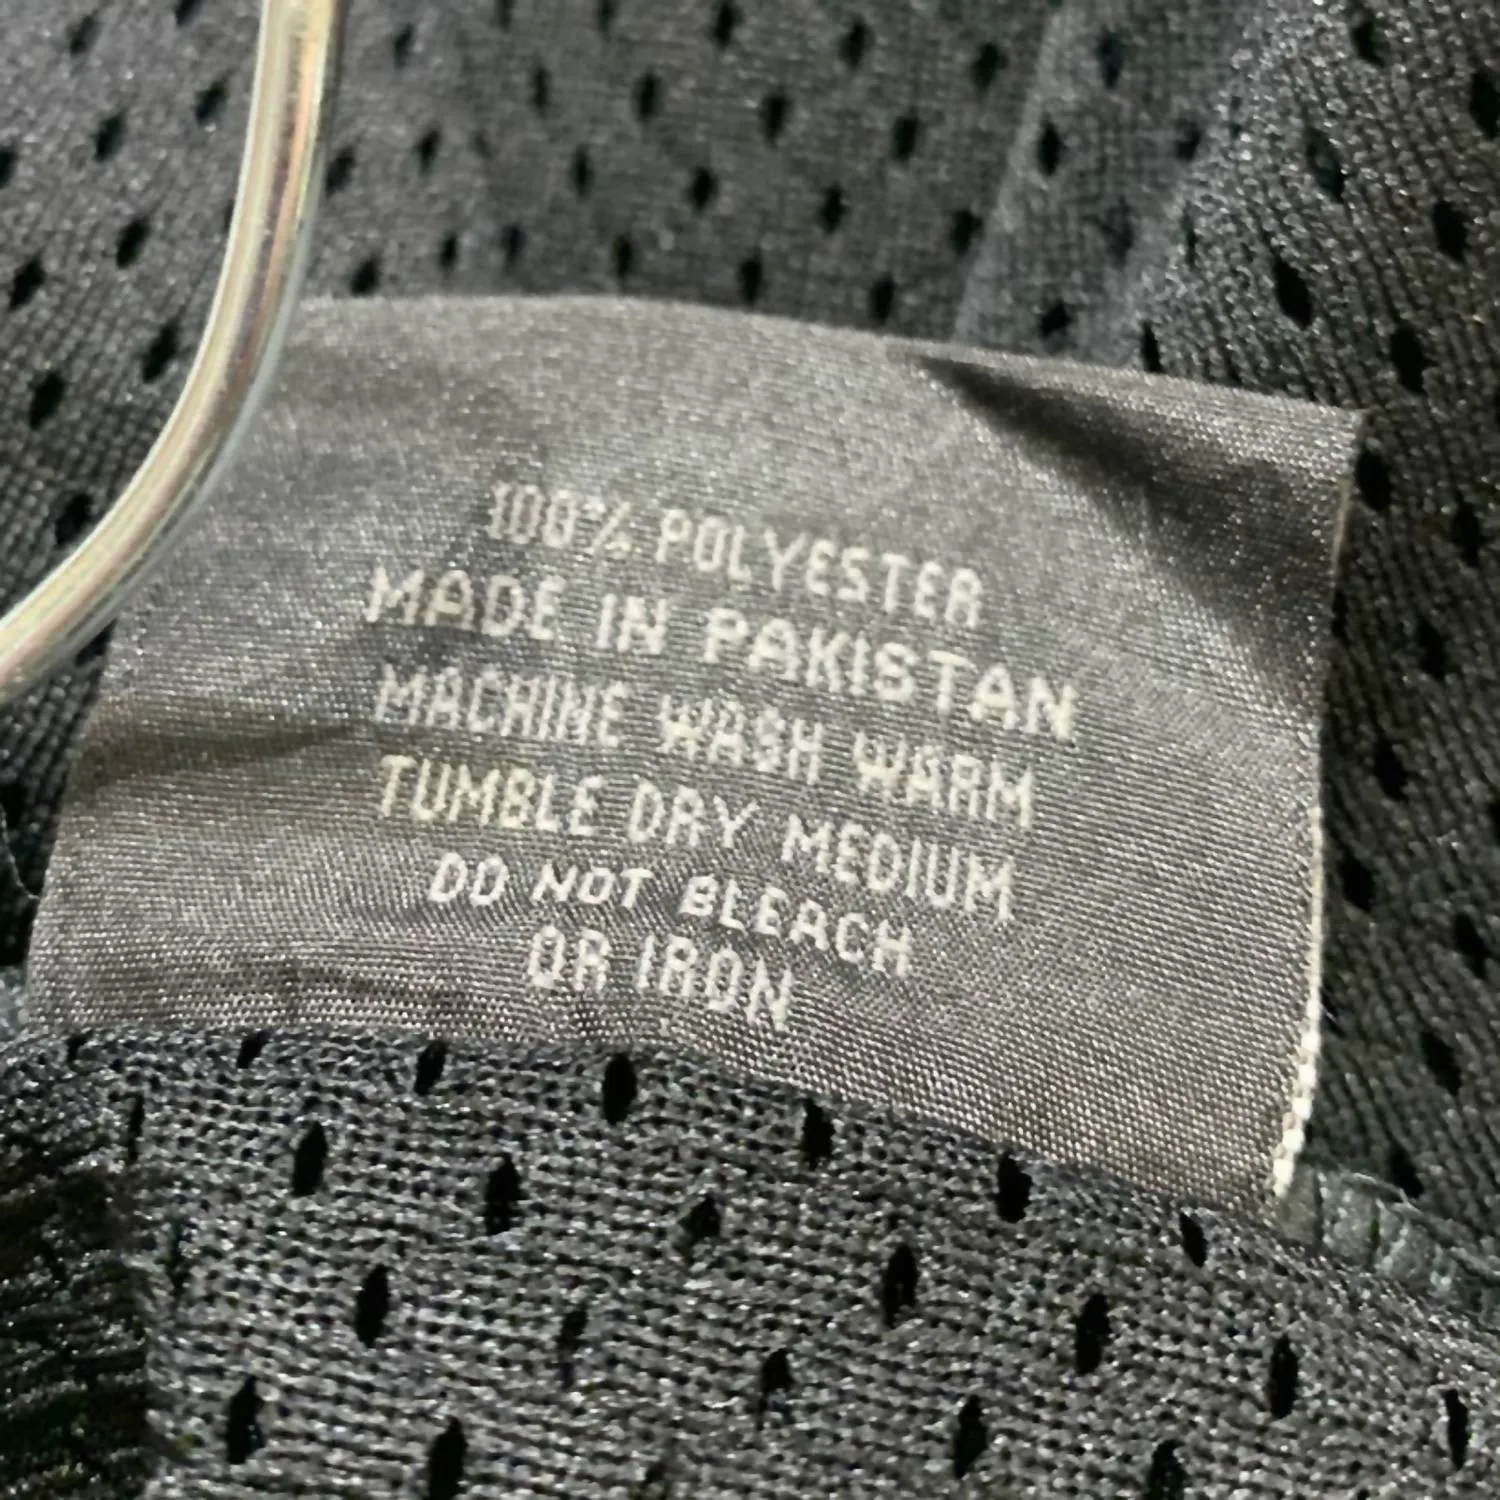 100% POLYESTER
MADE IN PAKISTAN
MACHINE WASH WARM
TUMBLE DRY MEDIUM
DO NOT BLEACH
OR IRON